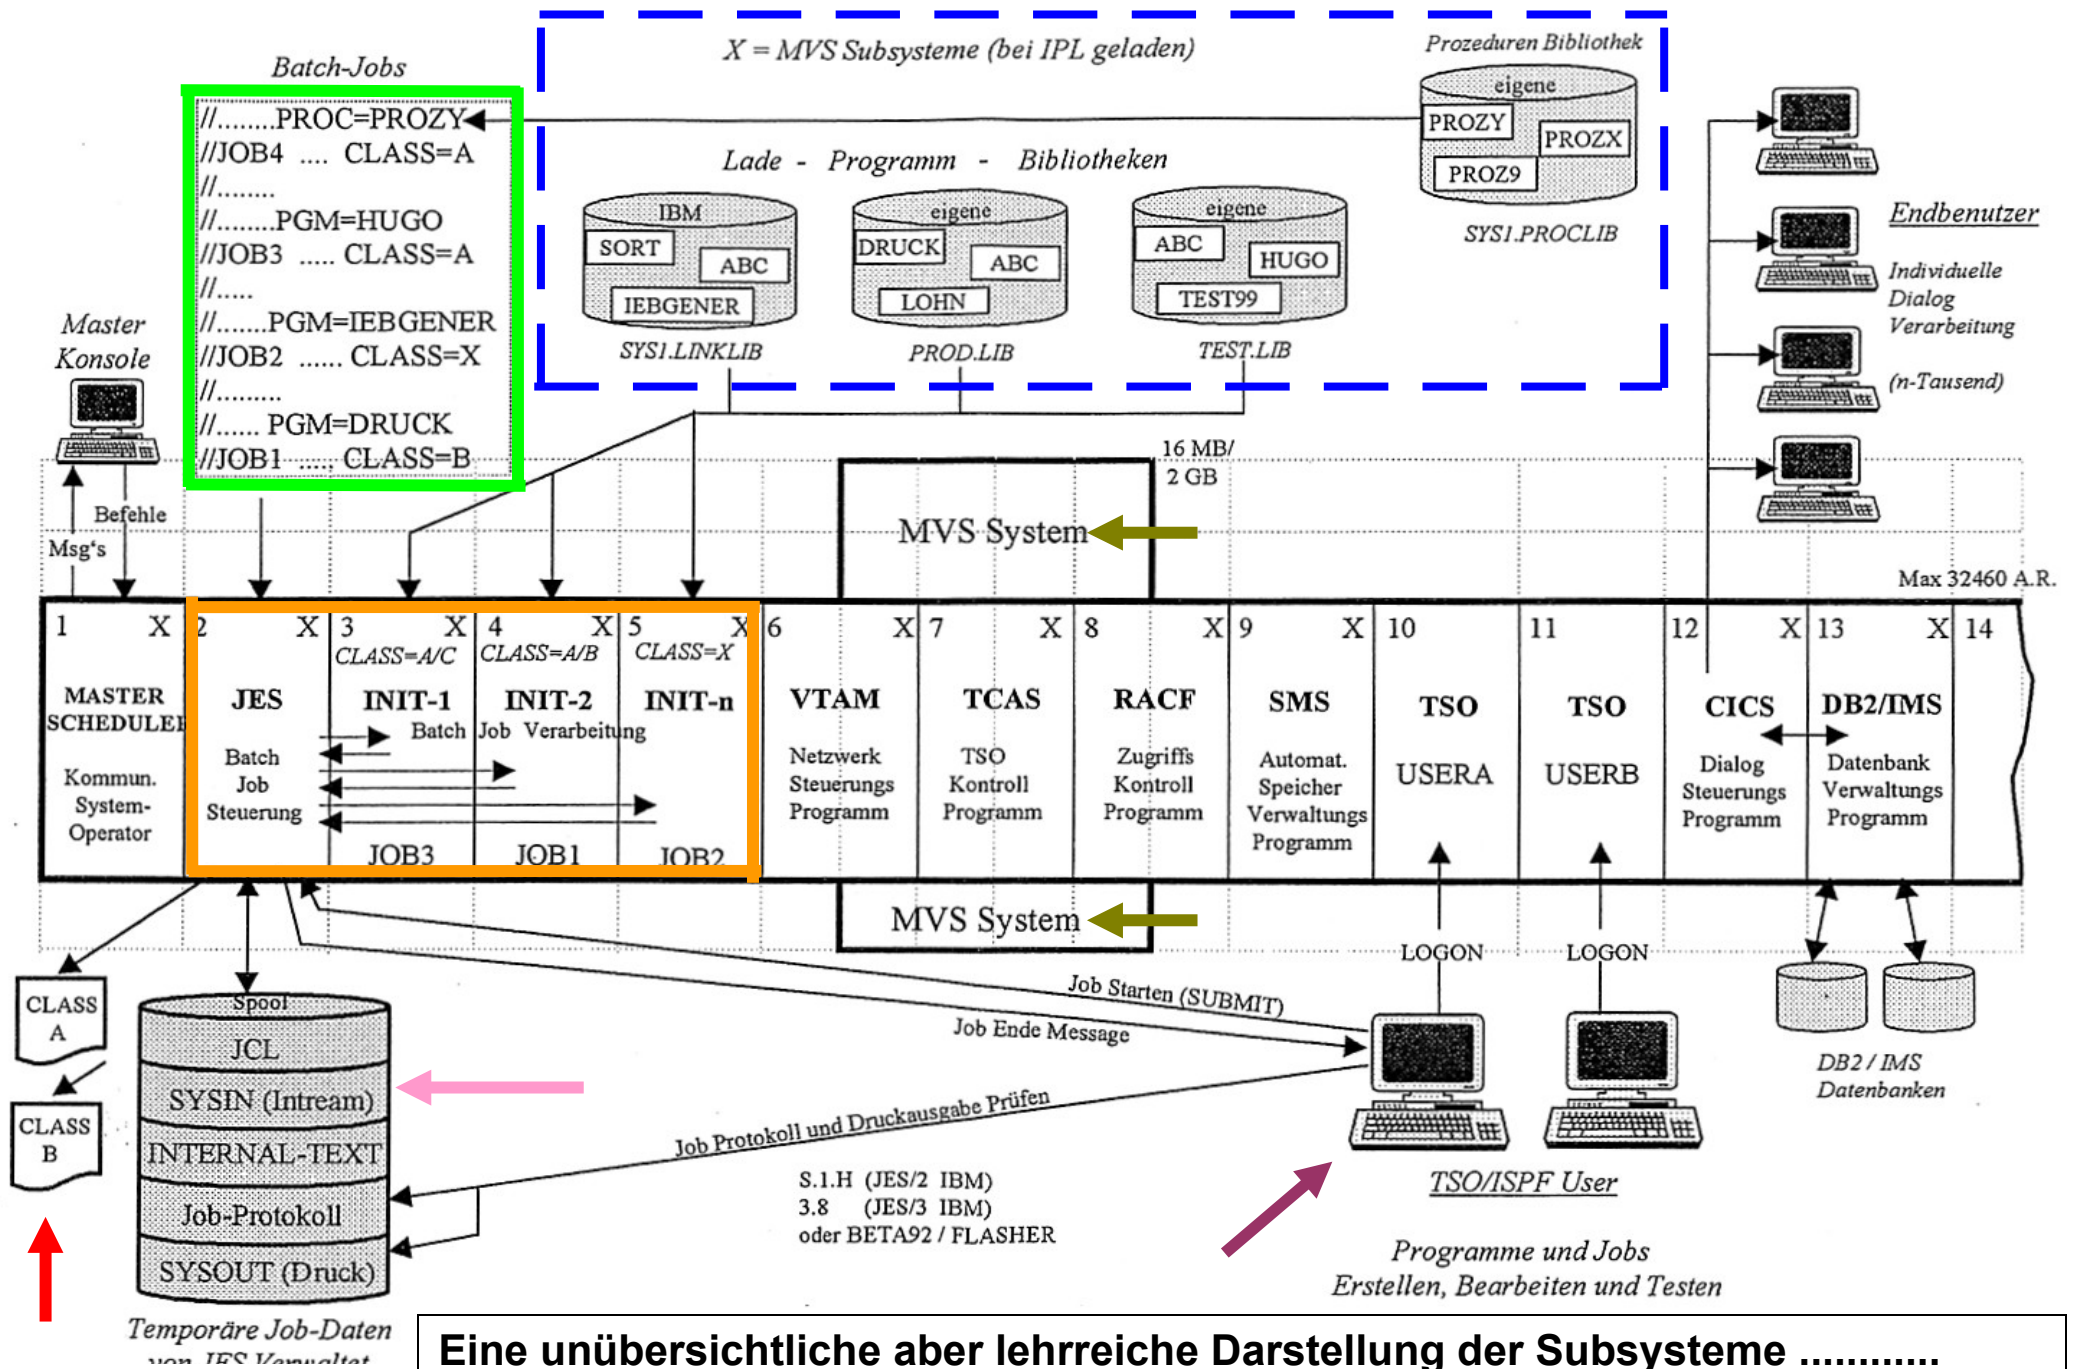 X = MVS Subsysteme (bei IPL geladen)
Prozeduren Bibliothek
eigene
PROZY
PROZX
PROZ9
SYS1.PROCLIB
Batch-Jobs
//........PROC=PROZY
//JOB4 .... CLASS=A
//........
//........PGM=HUGO
//JOB3 ..... CLASS=A
//.....
//.......PGM=IEBGENER
//JOB2 ...... CLASS=X
//.........
//...... PGM=DRUCK
//JOB1 ..... CLASS=B
Lade - Programm - Bibliotheken
IBM
SORT
ABC
IEBGENER
SYS1.LINKLIB
eigene
DRUCK
ABC
LOHN
PROD.LIB
eigene
ABC
HUGO
TEST99
TEST.LIB
Endbenutzer
Individuelle
Dialog
Verarbeitung
(n-Tausend)
Master
Konsole
Befehle
Msg's
16 MB/
2 GB
MVS System
Max 32460 A.R.
1 X
MASTER
SCHEDULER
Kommun.
System-
Operator
2 X
JES
Batch
Job
Steuerung
3 X
CLASS=A/C
INIT-1
4 X
CLASS=A/B
INIT-2
5 X
CLASS=X
INIT-n
Batch Job Verarbeitung
JOB3
JOB1
JOB2
6 X
VTAM
Netzwerk
Steuerungs
Programm
7 X
TCAS
TSO
Kontroll
Programm
8 X
RACF
Zugriffs
Kontroll
Programm
9 X
SMS
Automat.
Speicher
Verwaltungs
Programm
10
TSO
USERA
11
TSO
USERB
12 X
CICS
Dialog
Steuerungs
Programm
13 X
DB2/IMS
Datenbank
Verwaltungs
Programm
14
MVS System
LOGON
LOGON
Job Starten (SUBMIT)
Job Ende Message
Job Protokoll und Druckausgabe Prüfen
CLASS
A
CLASS
B
Spool
JCL
SYSIN (Intream)
INTERNAL-TEXT
Job-Protokoll
SYSOUT (Druck)
Temporäre Job-Daten
von JES Verwaltet
S.1.H (JES/2 IBM)
3.8 (JES/3 IBM)
oder BETA92 / FLASHER
DB2 / IMS
Datenbanken
TSO/ISPF User
Programme und Jobs
Erstellen, Bearbeiten und Testen
Eine unübersichtliche aber lehrreiche Darstellung der Subsysteme ............